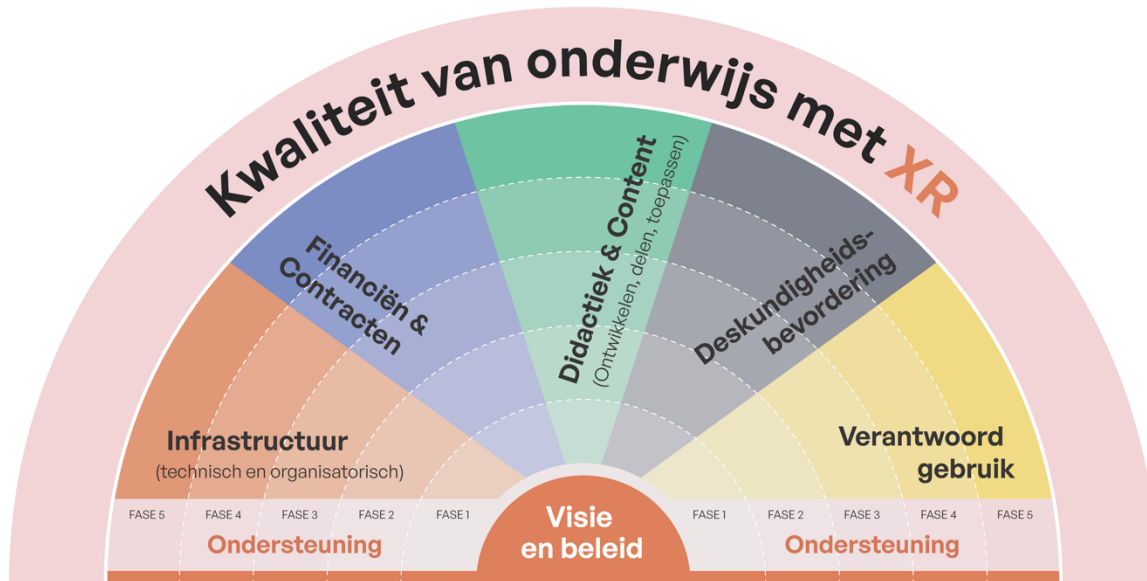 Kwaliteit van onderwijs met XR
Infrastructuur
(technisch en organisatorisch)
Financiën &
Contracten
Didactiek & Content
(Ontwikkelen, delen, toepassen)
Deskundigheids-
bevordering
Verantwoord
gebruik
FASE 5 FASE 4 FASE 3 FASE 2 FASE 1
Ondersteuning
Visie
en beleid
FASE 1 FASE 2 FASE 3 FASE 4 FASE 5
Ondersteuning